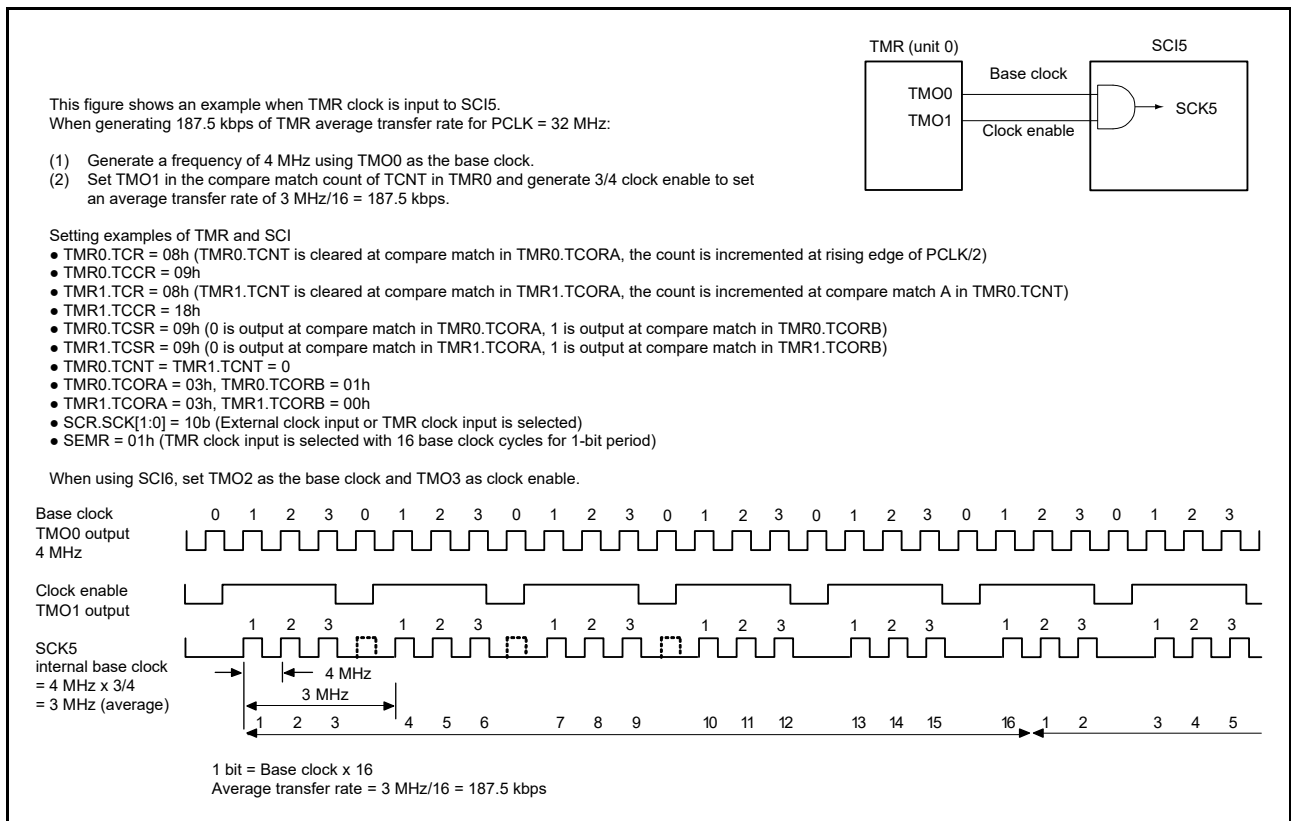 TMR (unit 0)
SCI5
Base clock
TMO0
TMO1
SCK5
Clock enable
This figure shows an example when TMR clock is input to SCI5.
When generating 187.5 kbps of TMR average transfer rate for PCLK = 32 MHz:
(1) Generate a frequency of 4 MHz using TMO0 as the base clock.
(2) Set TMO1 in the compare match count of TCNT in TMR0 and generate 3/4 clock enable to set
an average transfer rate of 3 MHz/16 = 187.5 kbps.
Setting examples of TMR and SCI
● TMR0.TCR = 08h (TMR0.TCNT is cleared at compare match in TMR0.TCORA, the count is incremented at rising edge of PCLK/2)
● TMR0.TCCR = 09h
● TMR1.TCR = 08h (TMR1.TCNT is cleared at compare match in TMR1.TCORA, the count is incremented at compare match A in TMR0.TCNT)
● TMR1.TCCR = 18h
● TMR0.TCSR = 09h (0 is output at compare match in TMR0.TCORA, 1 is output at compare match in TMR0.TCORB)
● TMR1.TCSR = 09h (0 is output at compare match in TMR1.TCORA, 1 is output at compare match in TMR1.TCORB)
● TMR0.TCNT = TMR1.TCNT = 0
● TMR0.TCORA = 03h, TMR0.TCORB = 01h
● TMR1.TCORA = 03h, TMR1.TCORB = 00h
● SCR.SCK[1:0] = 10b (External clock input or TMR clock input is selected)
● SEMR = 01h (TMR clock input is selected with 16 base clock cycles for 1-bit period)
When using SCI6, set TMO2 as the base clock and TMO3 as clock enable.
Base clock
TMO0 output
4 MHz
0 1 2 3 0 1 2 3 0 1 2 3 0 1 2 3 0 1 2 3 0 1 2 3 0 1 2 3
Clock enable
TMO1 output
1 2 3 1 2 3 1 2 3 1 2 3 1 2 3 1 2 3 1 2 3
SCK5
internal base clock
= 4 MHz x 3/4
= 3 MHz (average)
4 MHz
3 MHz
1 2 3 4 5 6 7 8 9 10 11 12 13 14 15 16 1 2 3 4 5
1 bit = Base clock x 16
Average transfer rate = 3 MHz/16 = 187.5 kbps